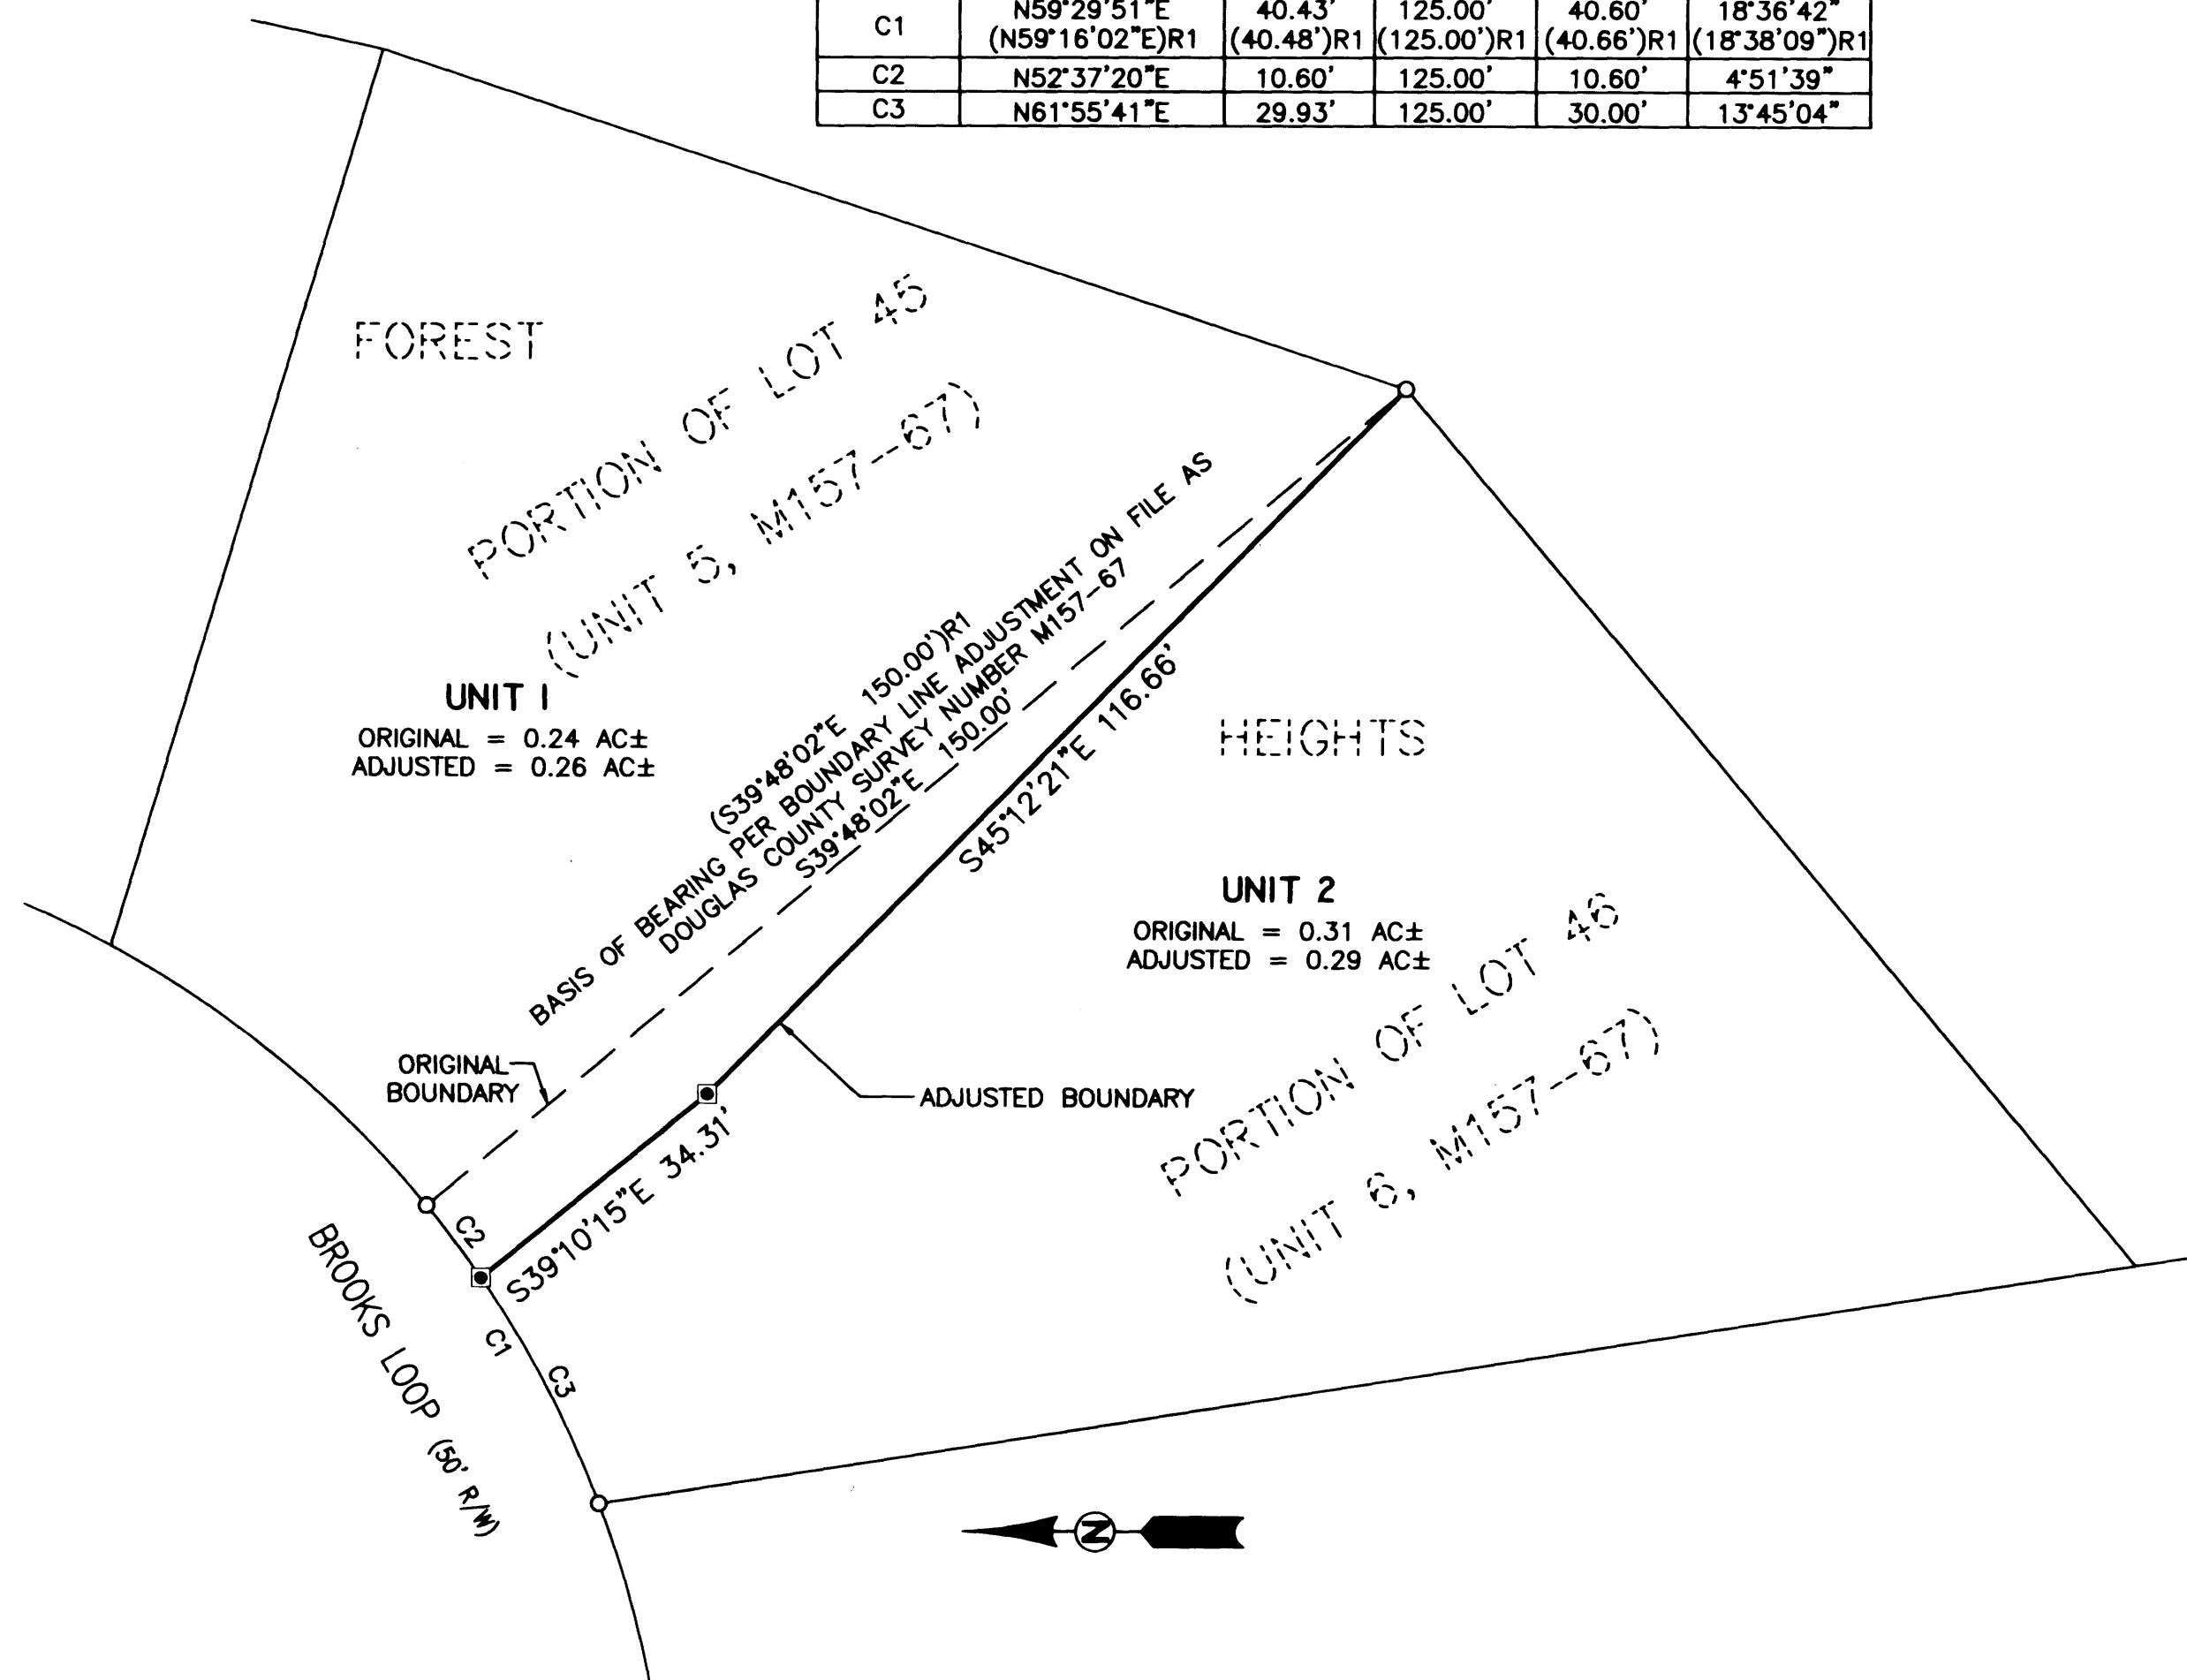 C1 N59°29'51"E 40.43' 125.00' 40.60' 18°36'42"
(N59°16'02"E)R1 (40.48')R1 (125.00')R1 (40.66')R1 (18°38'09")R1
C2 N52°37'20"E 10.60' 125.00' 10.60' 4°51'39"
C3 N61°55'41"E 29.93' 125.00' 30.00' 13°45'04"
FOREST
PORTION OF LOT 45
(UNIT 5, M157--67)
UNIT 1
ORIGINAL = 0.24 AC±
ADJUSTED = 0.26 AC±
(S39°48'02"E 150.00')R1
BASIS OF BEARING PER BOUNDARY LINE ADJUSTMENT ON FILE AS
DOUGLAS COUNTY SURVEY NUMBER M157-67
S39°48'02"E 150.00'
S45°12'21"E 116.66'
HEIGHTS
UNIT 2
ORIGINAL = 0.31 AC±
ADJUSTED = 0.29 AC±
PORTION OF LOT 46
(UNIT 6, M157--67)
ORIGINAL
BOUNDARY
ADJUSTED BOUNDARY
S39°10'15"E 34.31'
C2
C1
C3
BROOKS LOOP (50' R/W)
N